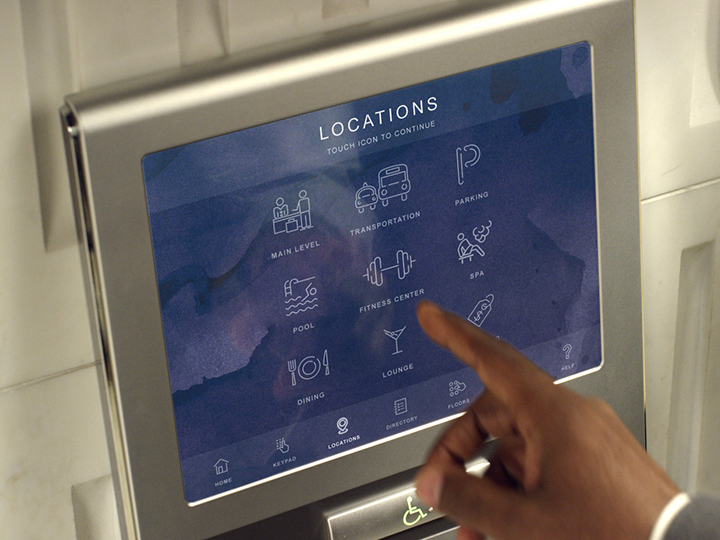 LOCATIONS
TOUCH ICON TO CONTINUE
MAIN LEVEL
TRANSPORTATION
PARKING
POOL
FITNESS CENTER
SPA
DINING
LOUNGE
HOME
KEYPAD
LOCATIONS
DIRECTORY
FLOORS
HELP